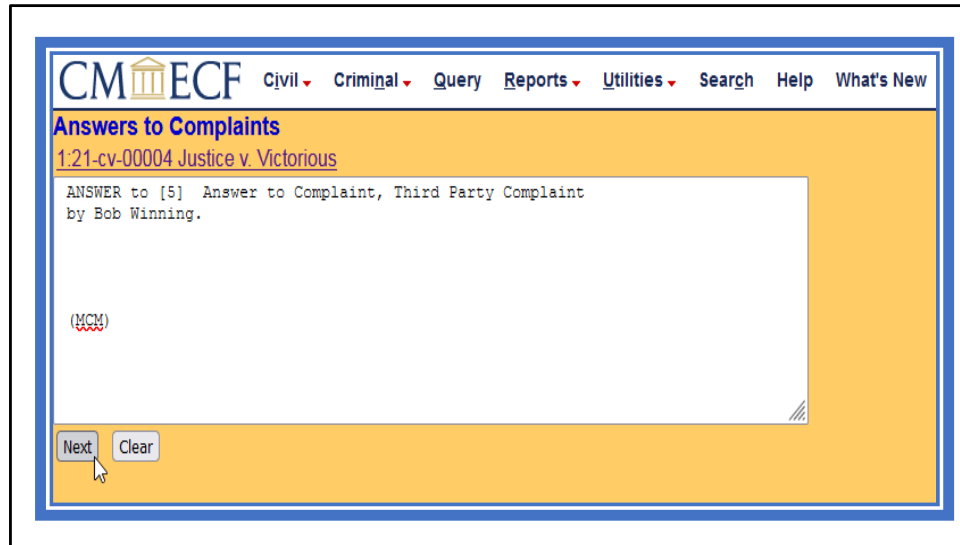 CM ECF Civil Criminal Query Reports Utilities Search Help What's New
Answers to Complaints
1:21-cv-00004 Justice v. Victorious
ANSWER to [5] Answer to Complaint, Third Party Complaint
by Bob Winning.
(MCM)
Next Clear